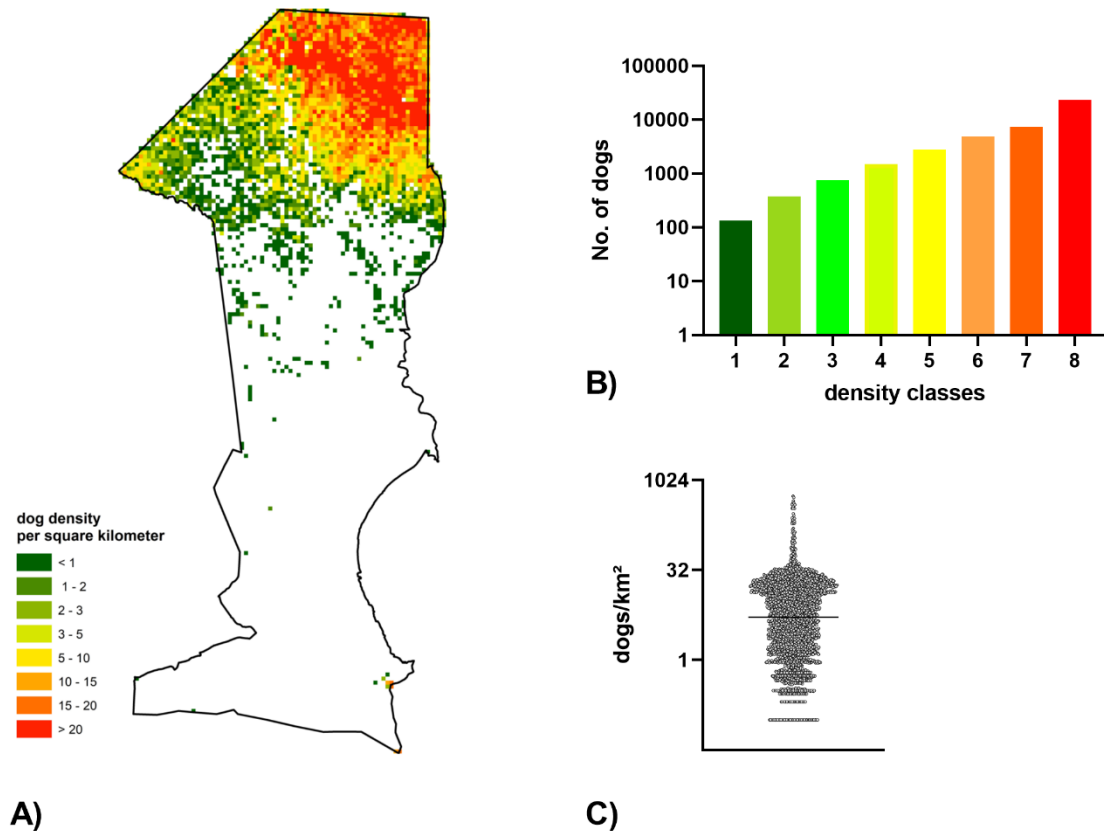 dog density
per square kilometer
< 1
1 - 2
2 - 3
3 - 5
5 - 10
10 - 15
15 - 20
> 20
A)
No. of dogs
100000
10000
1000
100
10
1
1 2 3 4 5 6 7 8
density classes
B)
dogs/km²
1024
32
1
C)